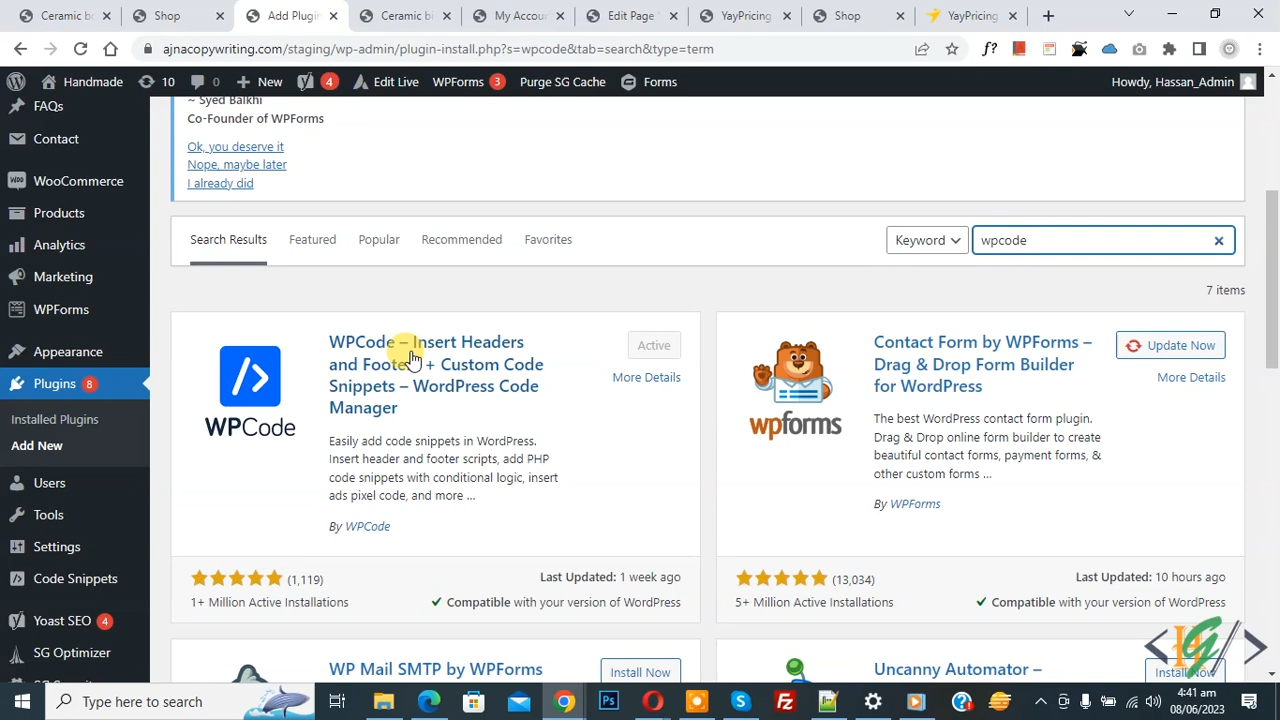 Ceramic b
Shop
Add Plugin
Ceramic bi
My Accou
Edit Page "
YayPricing
Shop
YayPricing
ajnacopywriting.com/staging/wp-admin/plugin-install.php?s=wpcode&tab=search&type=term
Handmade
10
0
New
4
Edit Live
WPForms 3
Purge SG Cache
Forms
Howdy, Hassan_Admin
FAQs
Contact
WooCommerce
Products
Analytics
Marketing
WPForms
Appearance
Plugins 8
Installed Plugins
Add New
Users
Tools
Settings
Code Snippets
Yoast SEO 4
SG Optimizer
~ Syed Balkhi
Co-Founder of WPForms
Ok, you deserve it
Nope, maybe later
I already did
Search Results
Featured
Popular
Recommended
Favorites
Keyword
wpcode
7 items
WPCode
WPCode – Insert Headers
and Footer + Custom Code
Snippets – WordPress Code
Manager
Active
More Details
Easily add code snippets in WordPress.
Insert header and footer scripts, add PHP
code snippets with conditional logic, insert
ads pixel code, and more ...
By WPCode
(1,119)
1+ Million Active Installations
Last Updated: 1 week ago
Compatible with your version of WordPress
wpforms
Contact Form by WPForms –
Drag & Drop Form Builder
for WordPress
Update Now
More Details
The best WordPress contact form plugin.
Drag & Drop online form builder to create
beautiful contact forms, payment forms, &
other custom forms ...
By WPForms
(13,034)
5+ Million Active Installations
Last Updated: 10 hours ago
Compatible with your version of WordPress
WP Mail SMTP by WPForms
Install Now
Uncanny Automator –
Install Now
Type here to search
4:41 am
08/06/2023